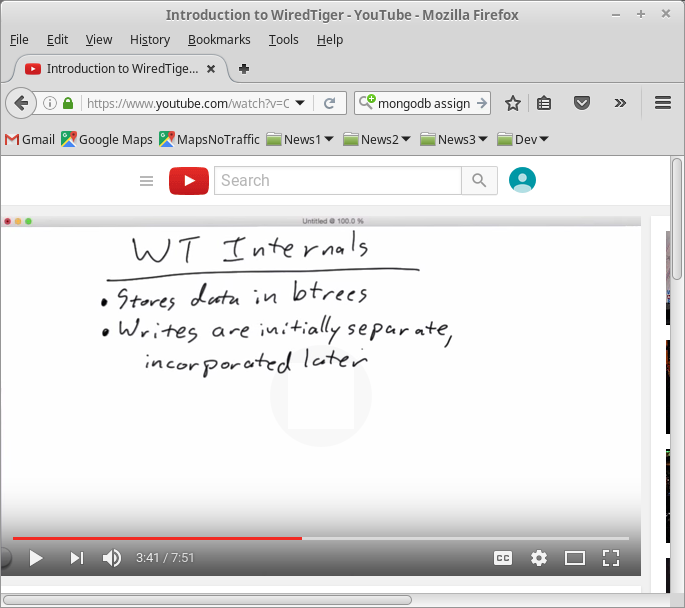 Introduction to WiredTiger - YouTube - Mozilla Firefox
File Edit View History Bookmarks Tools Help
Introduction to WiredTige...
https://www.youtube.com/watch?v=C
mongodb assign
Gmail Google Maps MapsNoTraffic News1 News2 News3 Dev
Search
Untitled @ 100.0 %
WT Internals
• Stores data in btrees
• Writes are initially separate,
incorporated later
3:41 / 7:51
CC